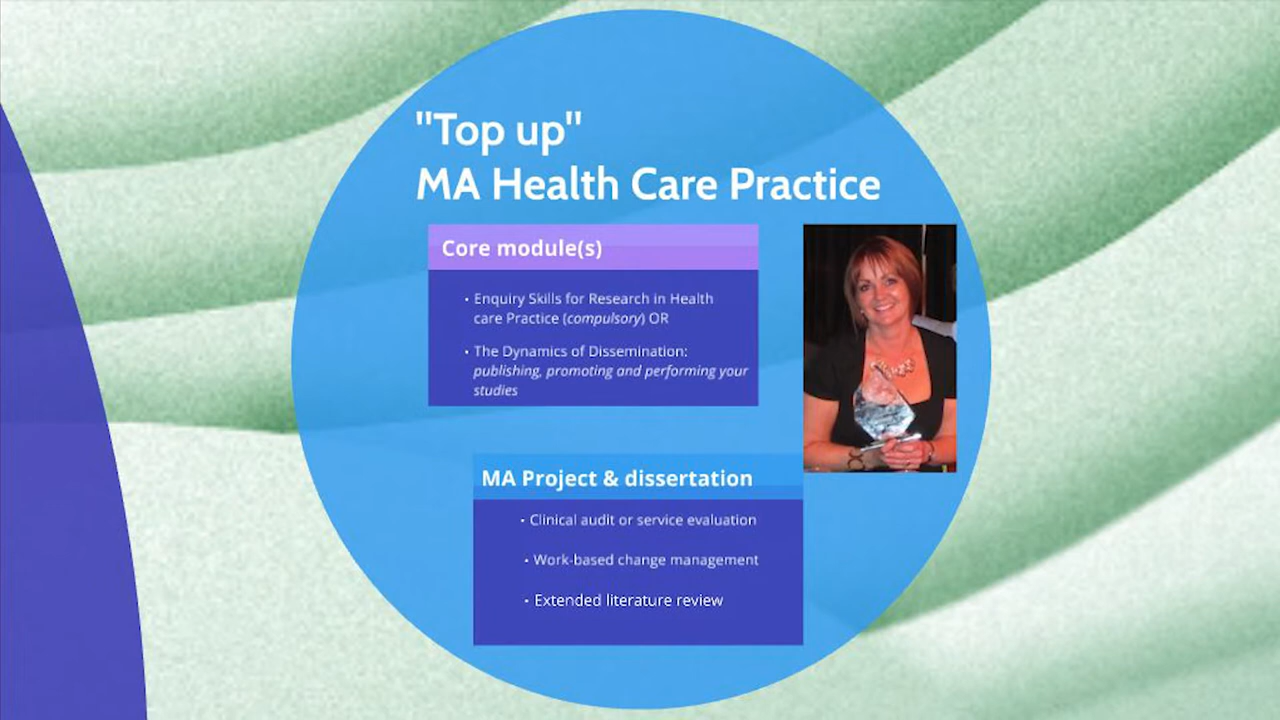 "Top up"
MA Health Care Practice
Core module(s)
• Enquiry Skills for Research in Health
care Practice (compulsory) OR
• The Dynamics of Dissemination:
publishing, promoting and performing your
studies
MA Project & dissertation
• Clinical audit or service evaluation
• Work-based change management
• Extended literature review